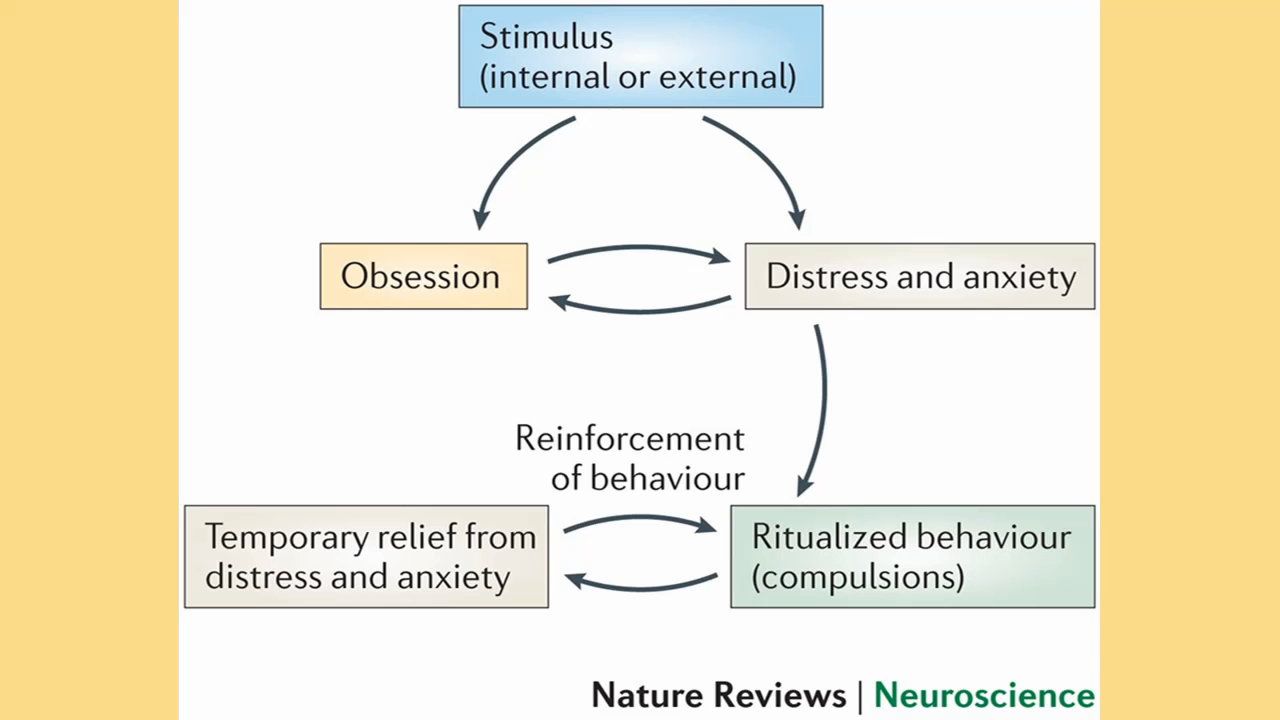 Stimulus
(internal or external)
Obsession
Distress and anxiety
Reinforcement
of behaviour
Temporary relief from
distress and anxiety
Ritualized behaviour
(compulsions)
Nature Reviews | Neuroscience